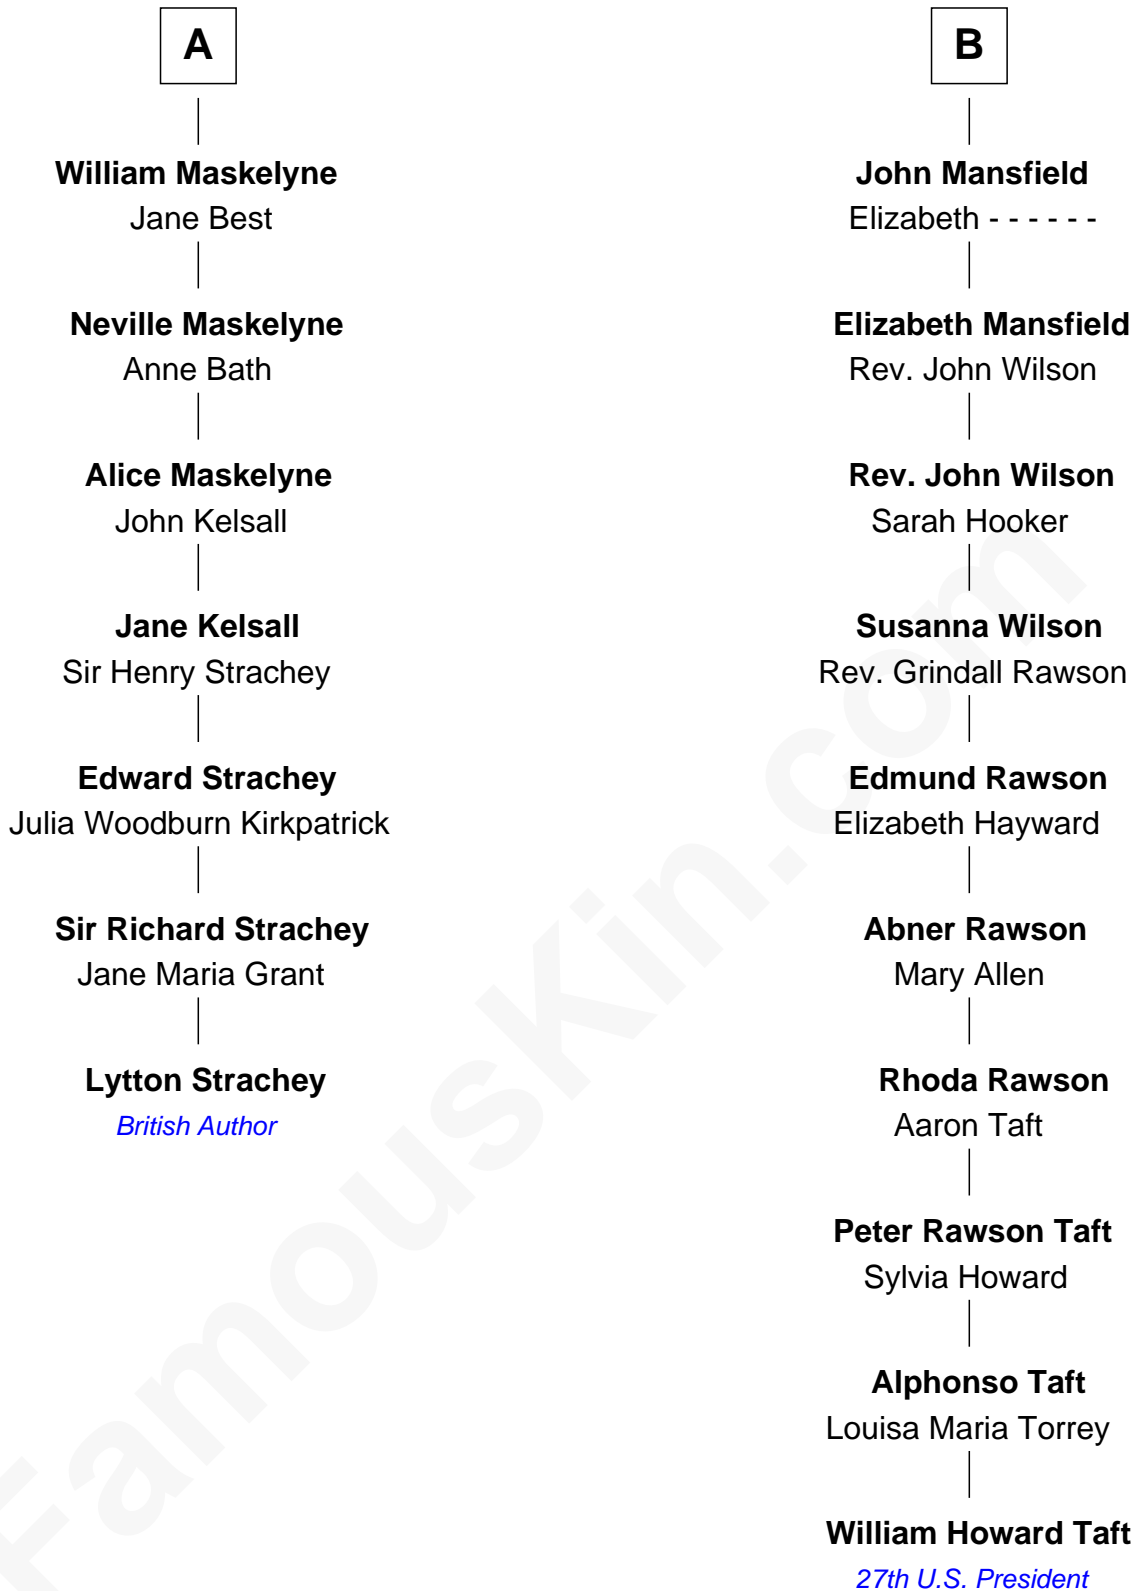 A
William Maskelyne
Jane Best
Neville Maskelyne
Anne Bath
Alice Maskelyne
John Kelsall
Jane Kelsall
Sir Henry Strachey
Edward Strachey
Julia Woodburn Kirkpatrick
Sir Richard Strachey
Jane Maria Grant
Lytton Strachey
British Author
B
John Mansfield
Elizabeth - - - - - -
Elizabeth Mansfield
Rev. John Wilson
Rev. John Wilson
Sarah Hooker
Susanna Wilson
Rev. Grindall Rawson
Edmund Rawson
Elizabeth Hayward
Abner Rawson
Mary Allen
Rhoda Rawson
Aaron Taft
Peter Rawson Taft
Sylvia Howard
Alphonso Taft
Louisa Maria Torrey
William Howard Taft
27th U.S. President
FamousKin.com